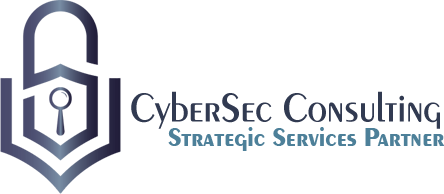 CyberSec Consulting
Strategic Services Partner